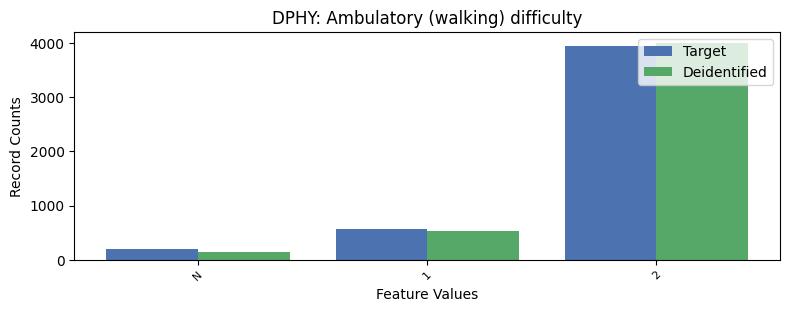 DPHY: Ambulatory (walking) difficulty
Target
Deidentified
Record Counts
4000
3000
2000
1000
0
N
1
2
Feature Values